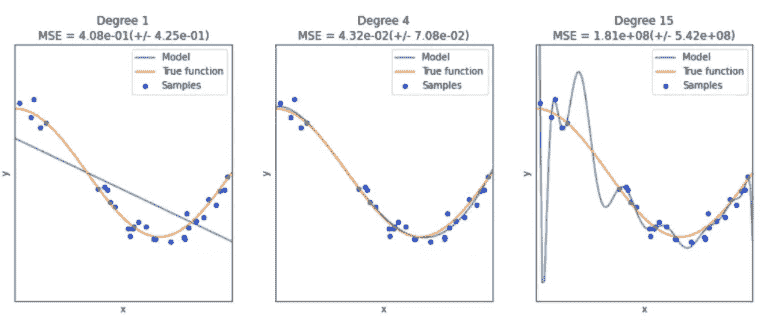 Degree 1
MSE = 4.08e-01(+/- 4.25e-01)
Model
True function
Samples
y
x
Degree 4
MSE = 4.32e-02(+/- 7.08e-02)
Model
True function
Samples
y
x
Degree 15
MSE = 1.81e+08(+/- 5.42e+08)
Model
True function
Samples
y
x